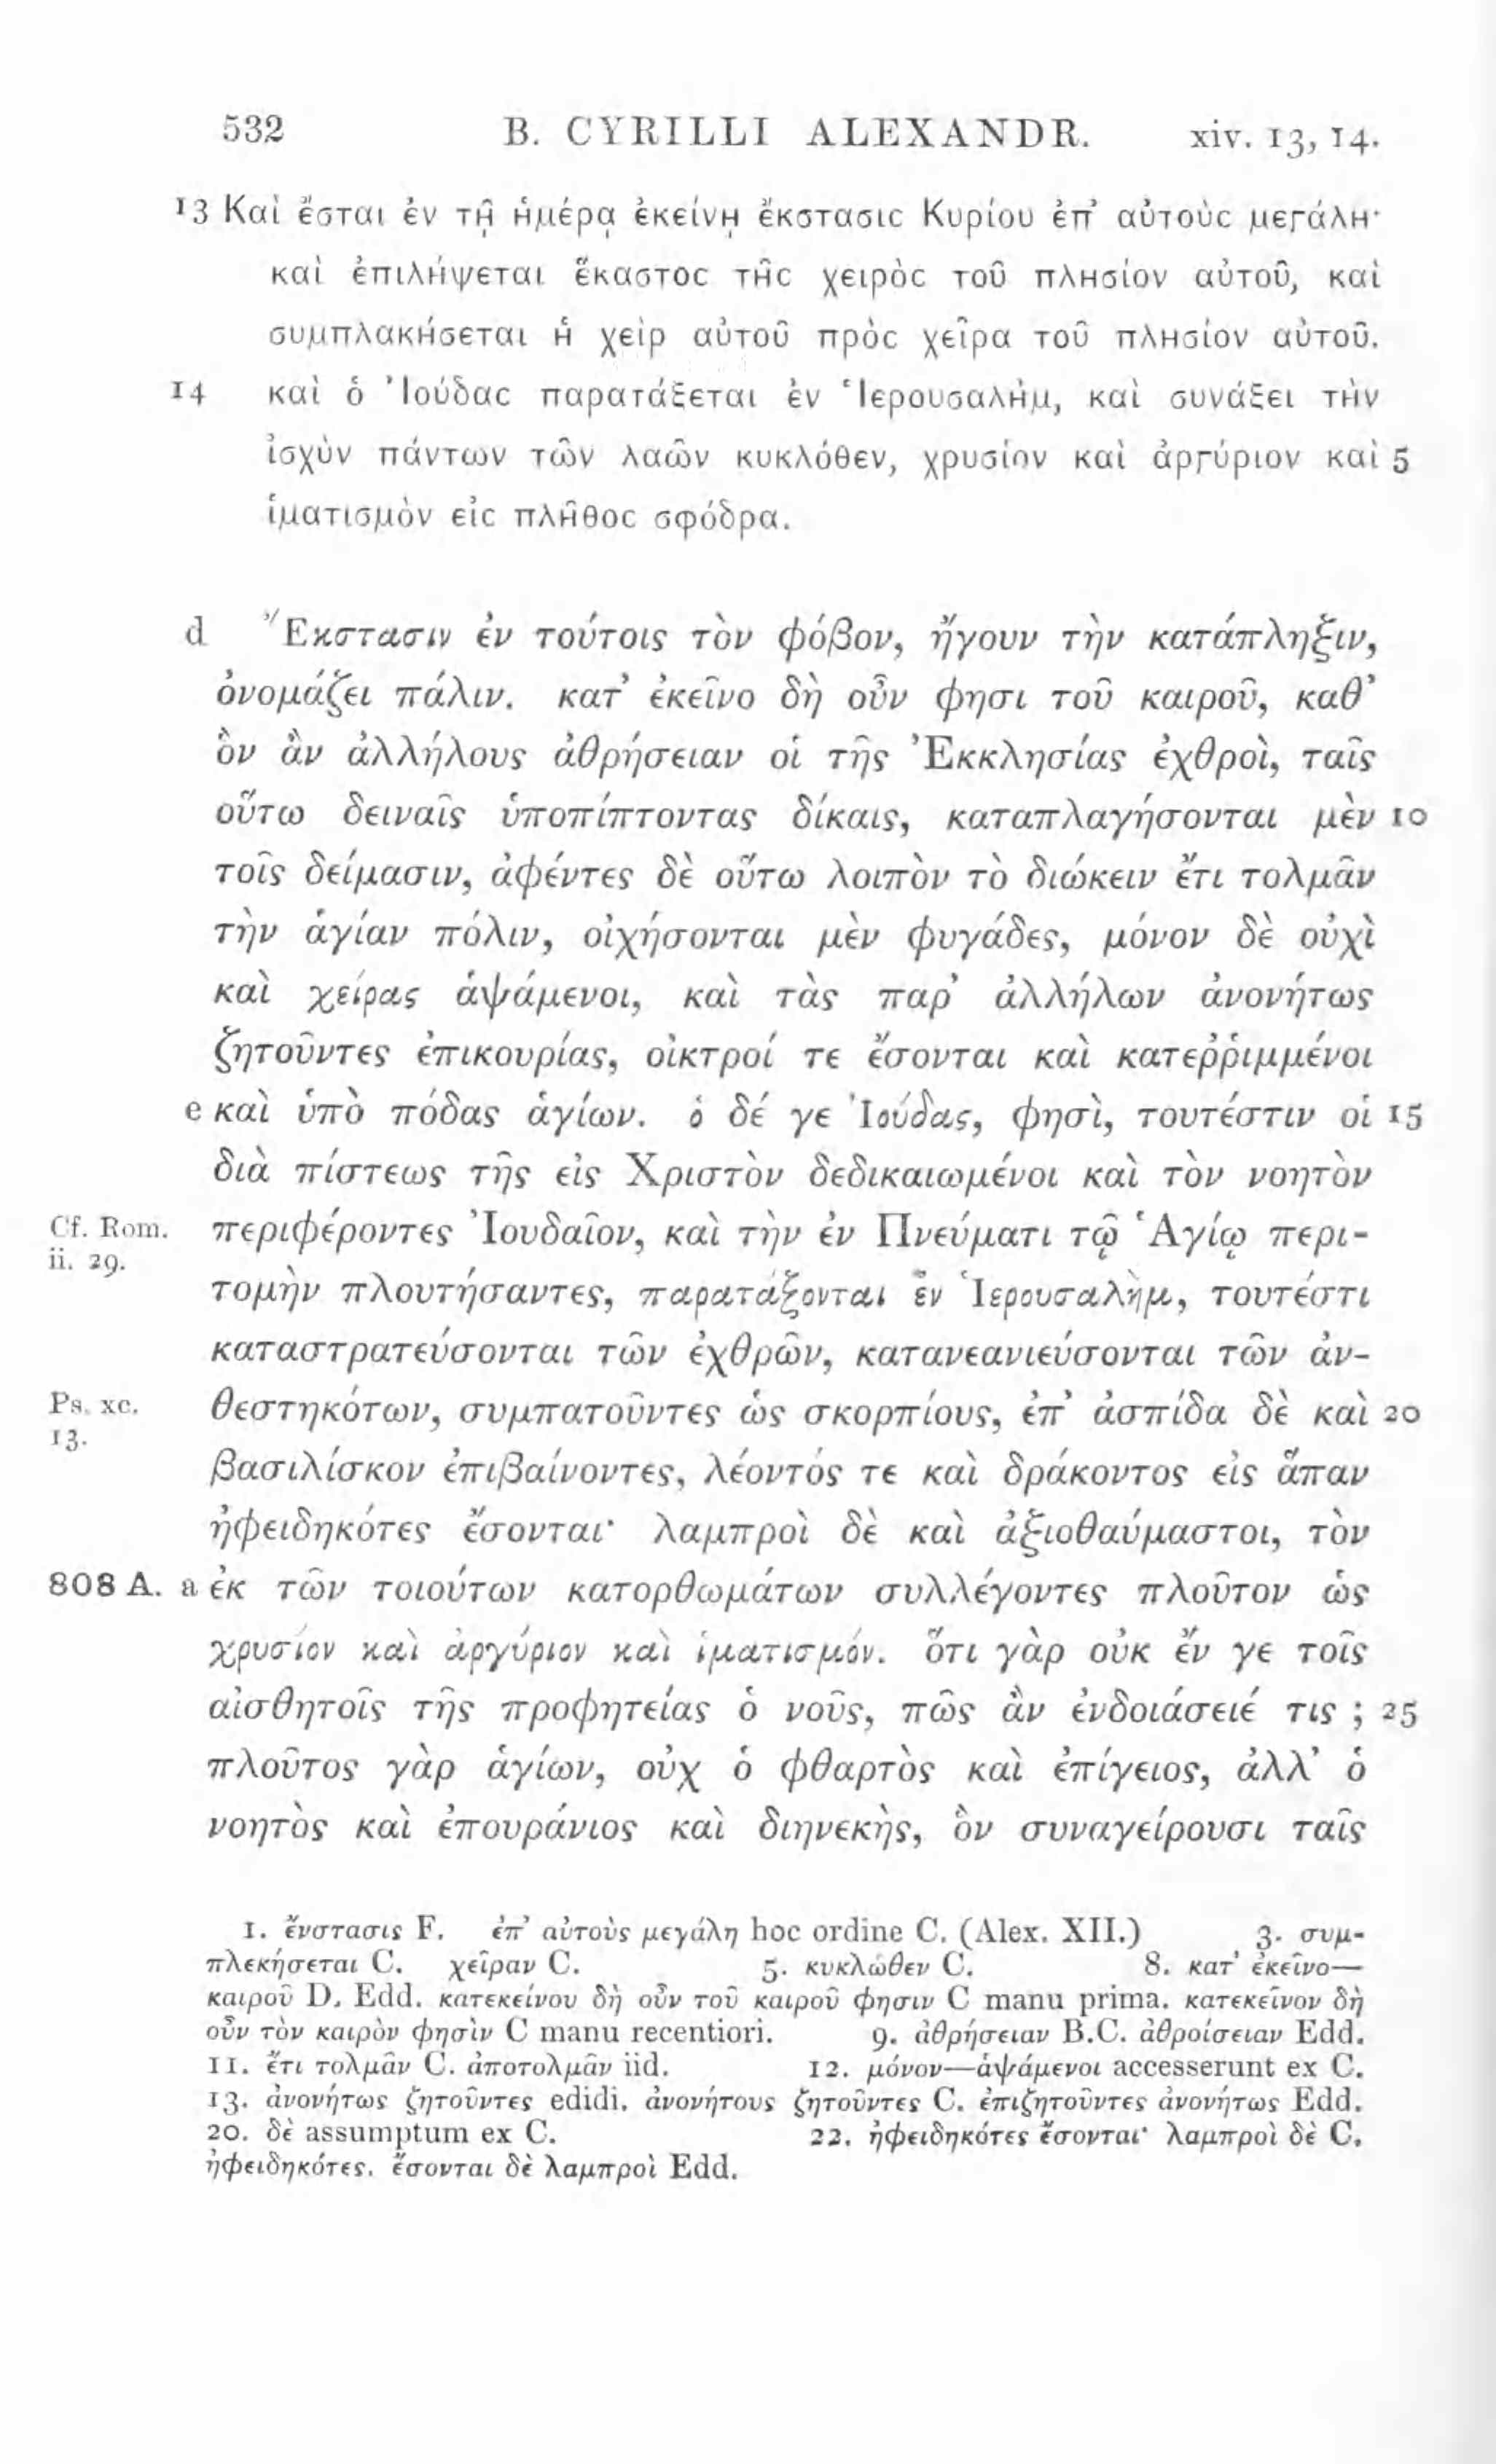 532 B. CYRILLI ALEXANDR. xiv. 13, 14.
13 Καὶ ἔσται ἐν τῇ ἡμέρᾳ ἐκείνῃ ἔκστασις Κυρίου ἐπ' αὐτοὺς μεγάλη·
καὶ ἐπιλήψεται ἕκαστος τῆς χειρὸς τοῦ πλησίον αὐτοῦ, καὶ
συμπλακήσεται ἡ χεὶρ αὐτοῦ πρὸς χεῖρα τοῦ πλησίον αὐτοῦ.
14 καὶ ὁ Ἰούδας παρατάξεται ἐν Ἱερουσαλὴμ, καὶ συνάξει τὴν
ἰσχὺν πάντων τῶν λαῶν κυκλόθεν, χρυσίον καὶ ἀργύριον καὶ 5
ἱματισμὸν εἰς πλῆθος σφόδρα.
d Ἔκστασιν ἐν τούτοις τὸν φόβον, ἤγουν τὴν κατάπληξιν,
ὀνομάζει πάλιν. κατ' ἐκεῖνο δὴ οὖν φησι τοῦ καιροῦ, καθ'
ὃν ἂν ἀλλήλους ἀθρήσειαν οἱ τῆς Ἐκκλησίας ἐχθροὶ, ταῖς
οὕτω δειναῖς ὑποπίπτοντας δίκαις, καταπλαγήσονται μὲν 10
τοῖς δείμασιν, ἀφέντες δὲ οὕτω λοιπὸν τὸ διώκειν ἔτι τολμᾶν
τὴν ἁγίαν πόλιν, οἰχήσονται μὲν φυγάδες, μόνον δὲ οὐχὶ
καὶ χείρας ἁψάμενοι, καὶ τὰς παρ' ἀλλήλων ἀνονήτως
ζητοῦντες ἐπικουρίας, οἰκτροί τε ἔσονται καὶ κατεῤῥιμμένοι
e καὶ ὑπὸ πόδας ἁγίων. ὁ δέ γε Ἰούδας, φησὶ, τουτέστιν οἱ 15
διὰ πίστεως τῆς εἰς Χριστὸν δεδικαιωμένοι καὶ τὸν νοητὸν
Cf. Rom. ii. 29. περιφέροντες Ἰουδαῖον, καὶ τὴν ἐν Πνεύματι τῷ Ἁγίῳ περι-
τομὴν πλουτήσαντες, παρατάξονται ἐν Ἱερουσαλὴμ, τουτέστι
καταστρατεύσονται τῶν ἐχθρῶν, κατανεανιεύσονται τῶν ἀν-
Ps. xc. 13. θεστηκότων, συμπατοῦντες ὡς σκορπίους, ἐπ' ἀσπίδα δὲ καὶ 20
βασιλίσκον ἐπιβαίνοντες, λέοντός τε καὶ δράκοντος εἰς ἅπαν
ἠφειδηκότες ἔσονται· λαμπροὶ δὲ καὶ ἀξιοθαύμαστοι, τὸν
808 A. a ἐκ τῶν τοιούτων κατορθωμάτων συλλέγοντες πλοῦτον ὡς
χρυσίον καὶ ἀργύριον καὶ ἱματισμόν. ὅτι γὰρ οὐκ ἔν γε τοῖς
αἰσθητοῖς τῆς προφητείας ὁ νοῦς, πῶς ἂν ἐνδοιάσειέ τις ; 25
πλοῦτος γὰρ ἁγίων, οὐχ ὁ φθαρτὸς καὶ ἐπίγειος, ἀλλ' ὁ
νοητὸς καὶ ἐπουράνιος καὶ διηνεκὴς, ὃν συναγείρουσι ταῖς
1. ἔνστασις F. ἐπ' αὐτοὺς μεγάλη hoc ordine C. (Alex. XII.) 3. συμ-
πλεκήσεται C. χεῖραν C. 5. κυκλώθεν C. 8. κατ' ἐκεῖνο—
καιροῦ D. Edd. κατεκείνου δὴ οὖν τοῦ καιροῦ φησιν C manu prima. κατεκεῖνον δὴ
οὖν τὸν καιρὸν φησὶν C manu recentiori. 9. ἀθρήσειαν B.C. ἀθροίσειαν Edd.
11. ἔτι τολμᾶν C. ἀποτολμᾶν iid. 12. μόνον—ἁψάμενοι accesserunt ex C.
13. ἀνονήτως ζητοῦντες edidi. ἀνονήτους ζητοῦντες C. ἐπιζητοῦντες ἀνονήτως Edd.
20. δὲ assumptum ex C. 22. ἠφειδηκότες ἔσονται· λαμπροὶ δὲ C.
ἠφειδηκότες. ἔσονται δὲ λαμπροὶ Edd.